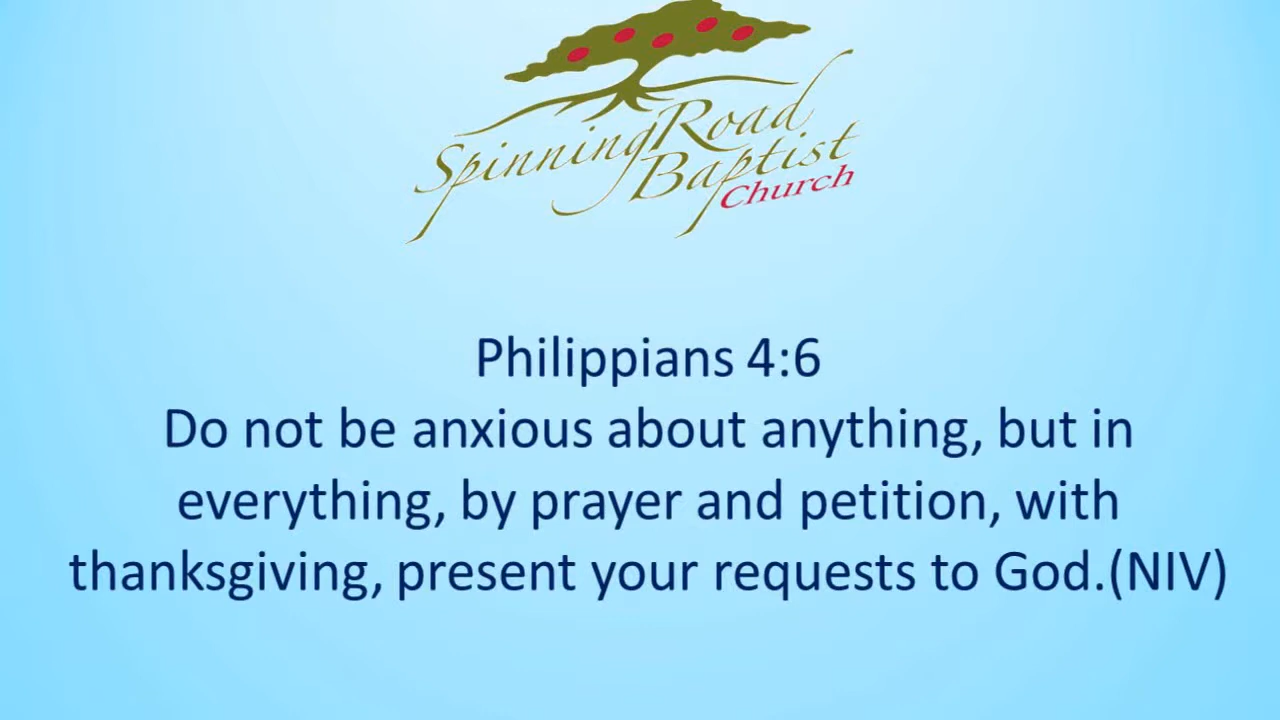 Spinning Road
Baptist
Church
Philippians 4:6
Do not be anxious about anything, but in
everything, by prayer and petition, with
thanksgiving, present your requests to God.(NIV)